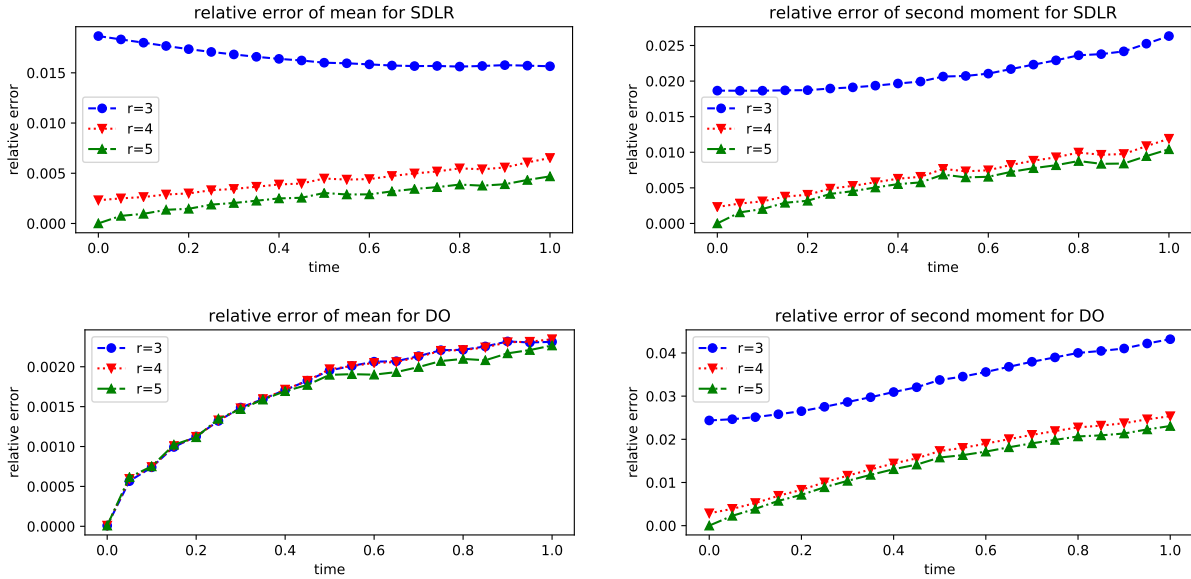 relative error of mean for SDLR
relative error
0.015
0.010
0.005
0.000
r=3
r=4
r=5
0.0 0.2 0.4 0.6 0.8 1.0
time
relative error of second moment for SDLR
relative error
0.025
0.020
0.015
0.010
0.005
0.000
r=3
r=4
r=5
0.0 0.2 0.4 0.6 0.8 1.0
time
relative error of mean for DO
relative error
0.0020
0.0015
0.0010
0.0005
0.0000
r=3
r=4
r=5
0.0 0.2 0.4 0.6 0.8 1.0
time
relative error of second moment for DO
relative error
0.04
0.03
0.02
0.01
0.00
r=3
r=4
r=5
0.0 0.2 0.4 0.6 0.8 1.0
time